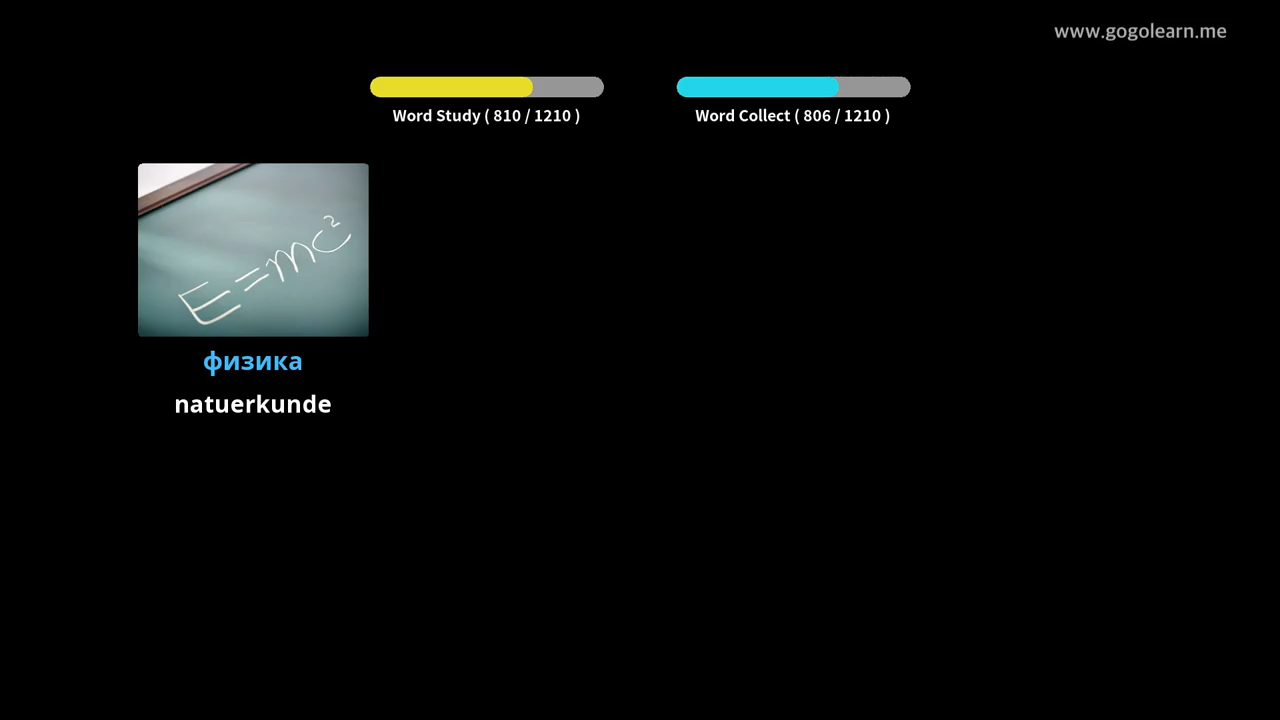 www.gogolearn.me
Word Study ( 810 / 1210 )
Word Collect ( 806 / 1210 )
E=mc²
физика
natuerkunde